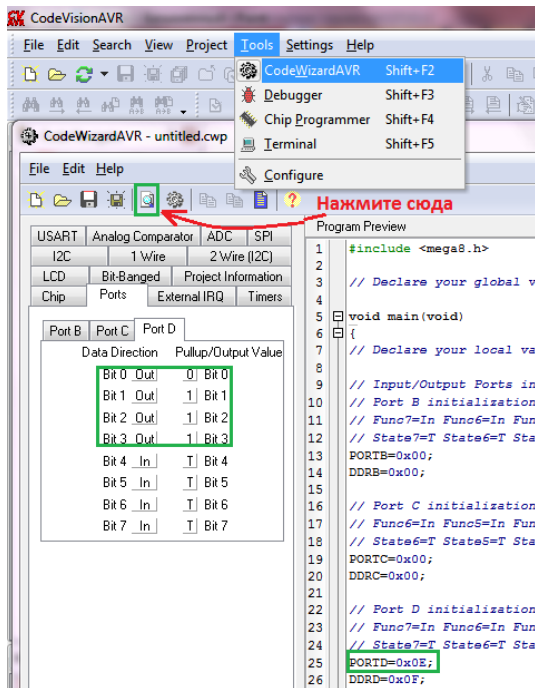 CodeVisionAVR
File Edit Search View Project Tools Settings Help
CodeWizardAVR Shift+F2
Debugger Shift+F3
Chip Programmer Shift+F4
Terminal Shift+F5
Configure
CodeWizardAVR - untitled.cwp
File Edit Help
Нажмите сюда
USART Analog Comparator ADC SPI
I2C 1 Wire 2 Wire (I2C)
LCD Bit-Banged Project Information
Chip Ports External IRQ Timers
Port B Port C Port D
Data Direction Pullup/Output Value
Bit 0 Out 0 Bit 0
Bit 1 Out 1 Bit 1
Bit 2 Out 1 Bit 2
Bit 3 Out 1 Bit 3
Bit 4 In T Bit 4
Bit 5 In T Bit 5
Bit 6 In T Bit 6
Bit 7 In T Bit 7
Program Preview
1 #include <mega8.h>
2
3 // Declare your global v
4
5 void main(void)
6 {
7 // Declare your local va
8
9 // Input/Output Ports in
10 // Port B initialization
11 // Func7=In Func6=In Fun
12 // State7=T State6=T Sta
13 PORTB=0x00;
14 DDRB=0x00;
15
16 // Port C initialization
17 // Func6=In Func5=In Fun
18 // State6=T State5=T Sta
19 PORTC=0x00;
20 DDRC=0x00;
21
22 // Port D initialization
23 // Func7=In Func6=In Fun
24 // State7=T State6=T Sta
25 PORTD=0x0E;
26 DDRD=0x0F;